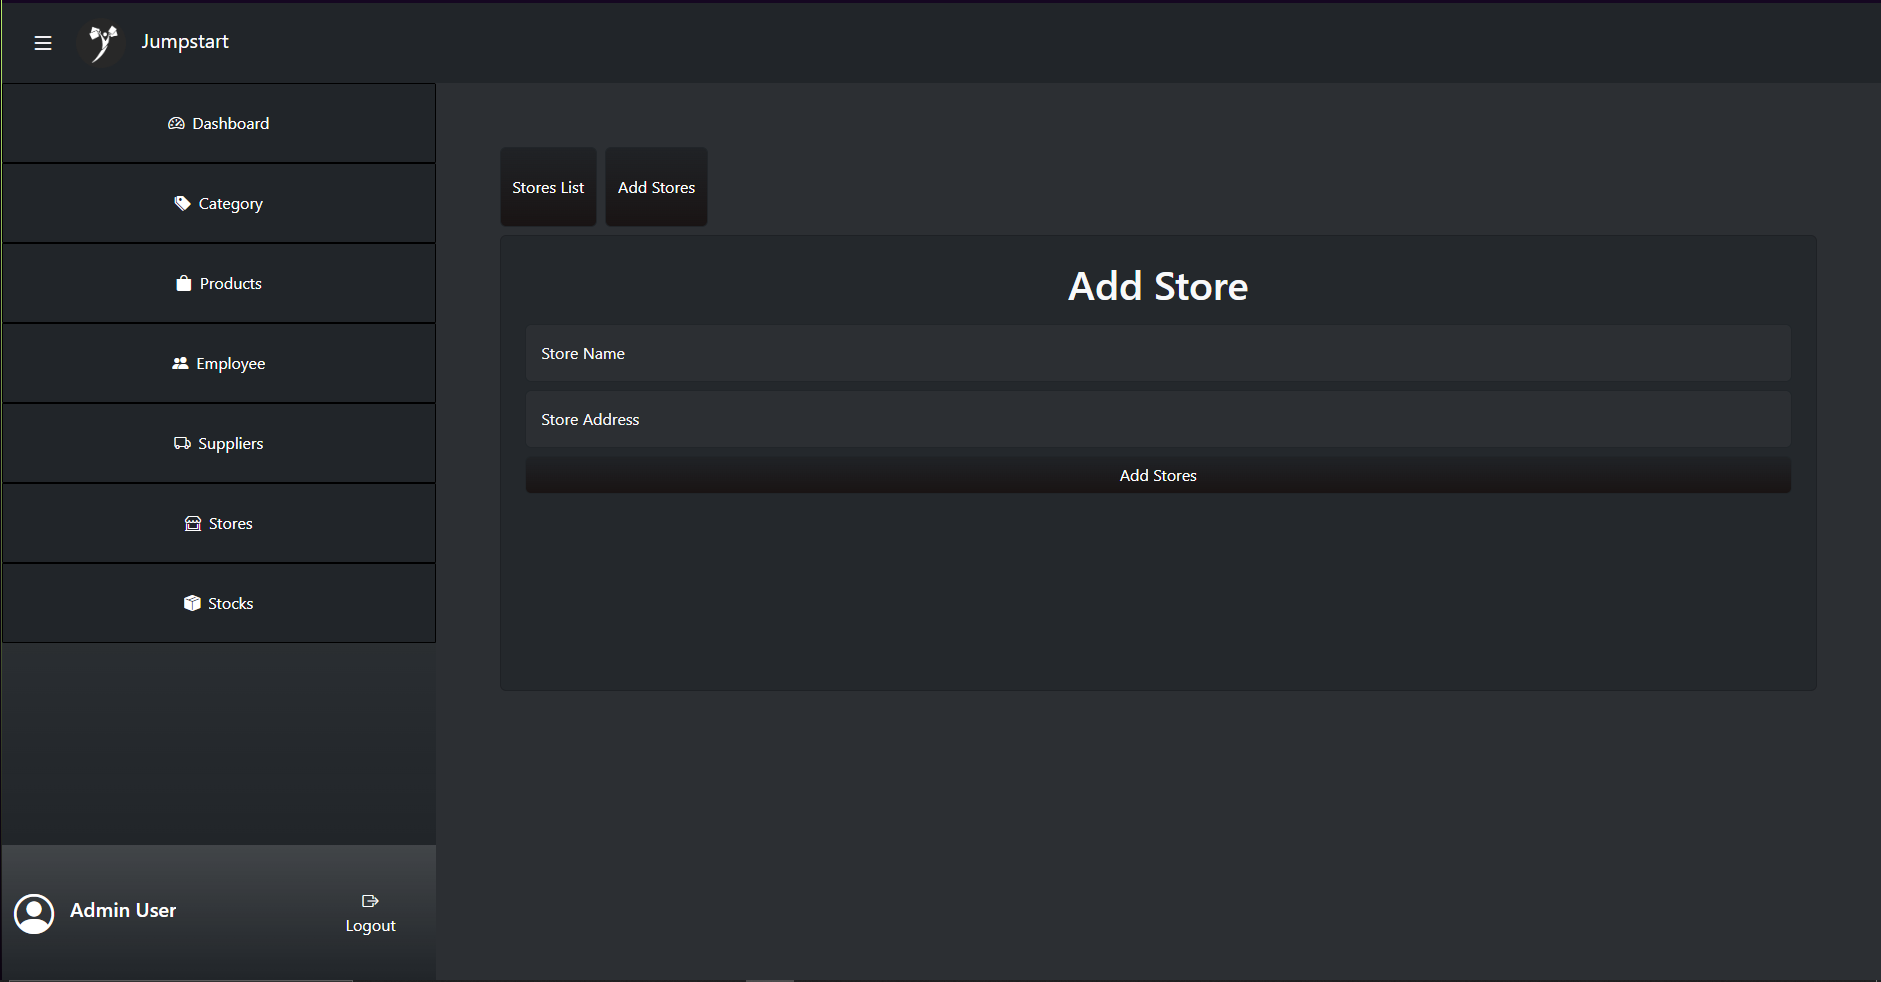 Jumpstart
Dashboard
Category
Products
Employee
Suppliers
Stores
Stocks
Admin User
Logout
Stores List
Add Stores
Add Store
Store Name
Store Address
Add Stores